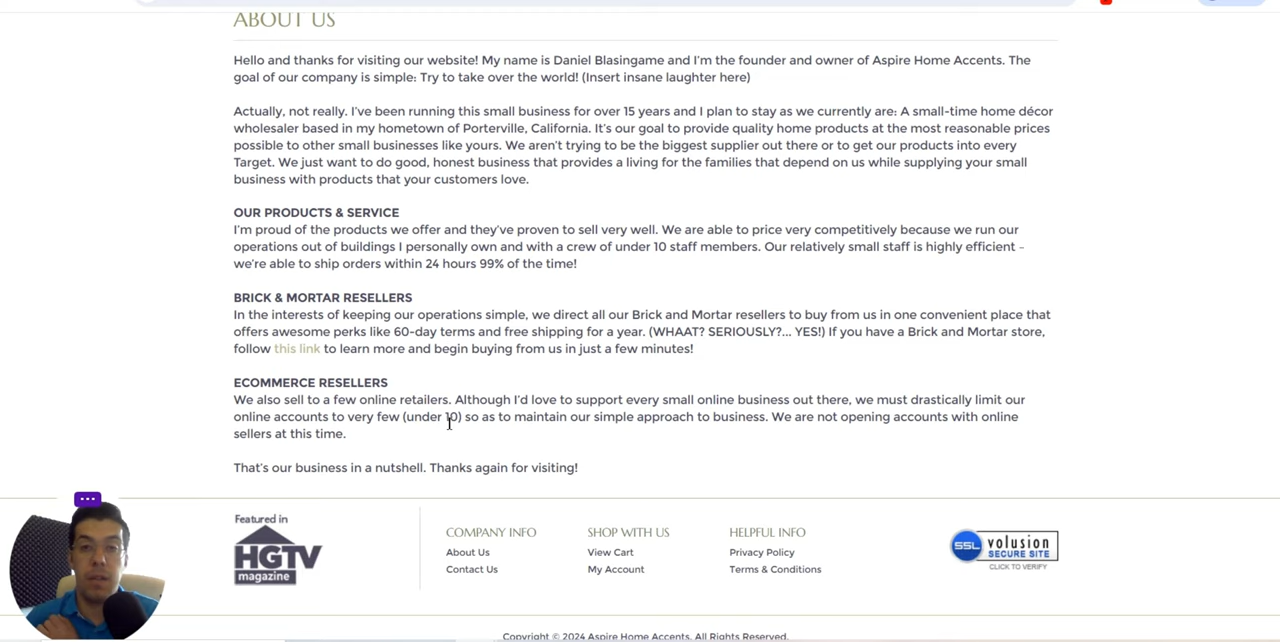 ABOUT US
Hello and thanks for visiting our website! My name is Daniel Blasingame and I'm the founder and owner of Aspire Home Accents. The
goal of our company is simple: Try to take over the world! (Insert insane laughter here)
Actually, not really. I've been running this small business for over 15 years and I plan to stay as we currently are: A small-time home décor
wholesaler based in my hometown of Porterville, California. It's our goal to provide quality home products at the most reasonable prices
possible to other small businesses like yours. We aren't trying to be the biggest supplier out there or to get our products into every
Target. We just want to do good, honest business that provides a living for the families that depend on us while supplying your small
business with products that your customers love.
OUR PRODUCTS & SERVICE
I'm proud of the products we offer and they've proven to sell very well. We are able to price very competitively because we run our
operations out of buildings I personally own and with a crew of under 10 staff members. Our relatively small staff is highly efficient –
we're able to ship orders within 24 hours 99% of the time!
BRICK & MORTAR RESELLERS
In the interests of keeping our operations simple, we direct all our Brick and Mortar resellers to buy from us in one convenient place that
offers awesome perks like 60-day terms and free shipping for a year. (WHAAT? SERIOUSLY?... YES!) If you have a Brick and Mortar store,
follow this link to learn more and begin buying from us in just a few minutes!
ECOMMERCE RESELLERS
We also sell to a few online retailers. Although I'd love to support every small online business out there, we must drastically limit our
online accounts to very few (under 10) so as to maintain our simple approach to business. We are not opening accounts with online
sellers at this time.
That's our business in a nutshell. Thanks again for visiting!
Featured in
HGTV
magazine
COMPANY INFO
About Us
Contact Us
SHOP WITH US
View Cart
My Account
HELPFUL INFO
Privacy Policy
Terms & Conditions
SSL volusion
SECURE SITE
CLICK TO VERIFY
Copyright © 2024 Aspire Home Accents. All Rights Reserved.